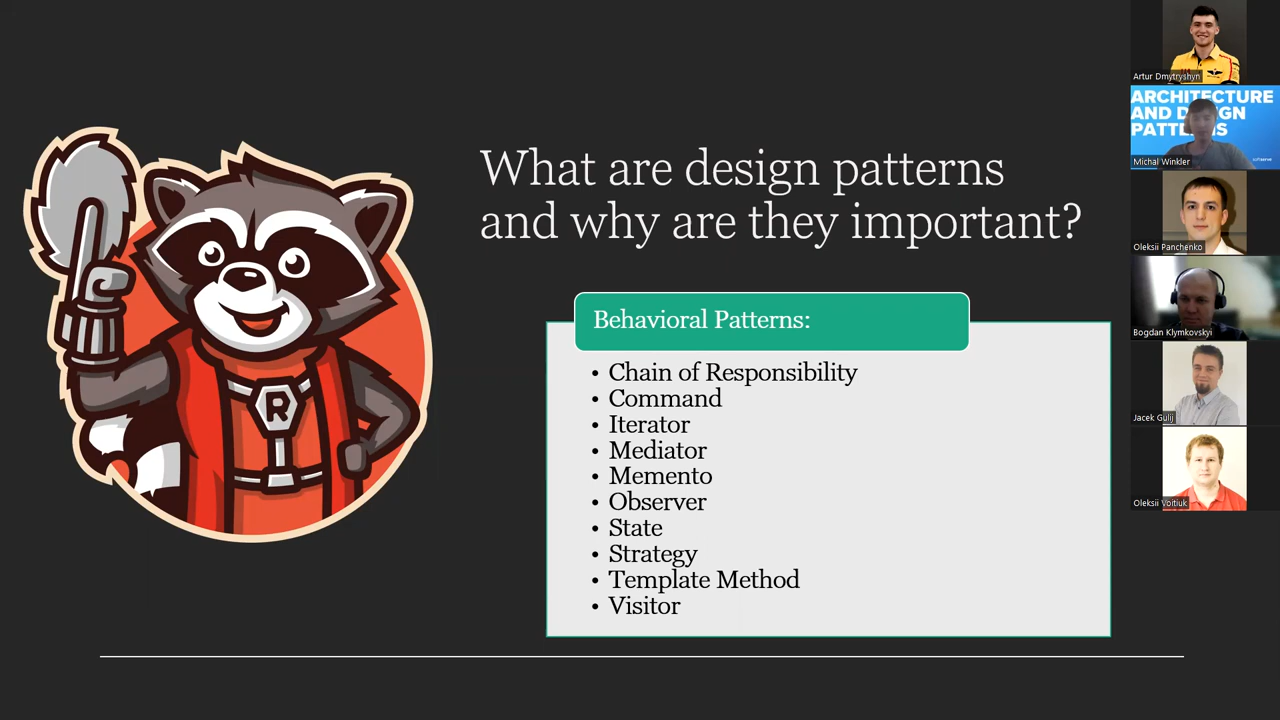 What are design patterns
and why are they important?
Behavioral Patterns:
• Chain of Responsibility
• Command
• Iterator
• Mediator
• Memento
• Observer
• State
• Strategy
• Template Method
• Visitor
R
Artur Dmytryshyn
ARCHITECTURE
AND DESIGN
PATTERNS
softserve
Michal Winkler
Oleksii Panchenko
Bogdan Klymkovskyi
Jacek Gulij
Oleksii Voitiuk